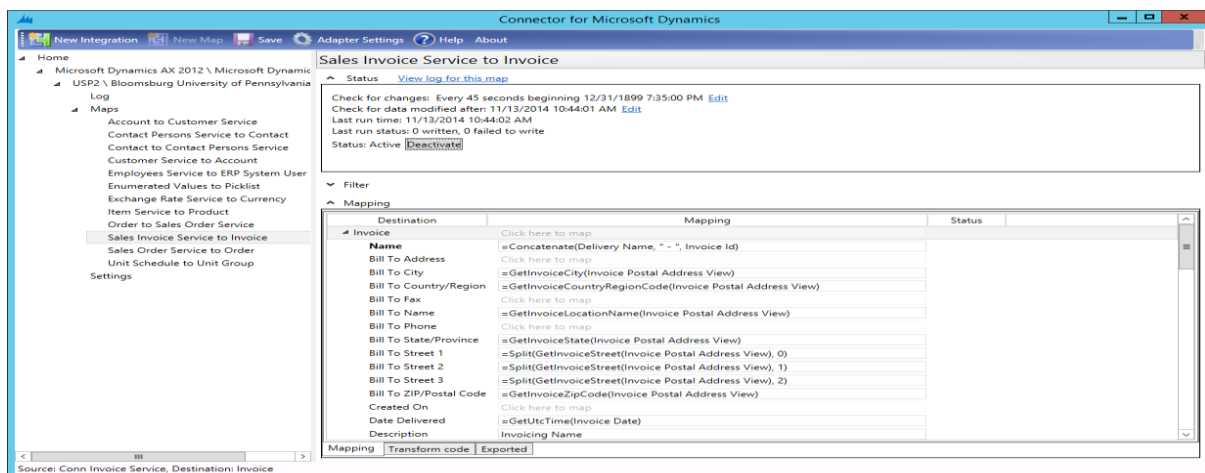 Connector for Microsoft Dynamics
New Integration New Map Save Adapter Settings ? Help About
Home
Microsoft Dynamics AX 2012 \ Microsoft Dynamic
USP2 \ Bloomsburg University of Pennsylvania
Log
Maps
Account to Customer Service
Contact Persons Service to Contact
Contact to Contact Persons Service
Customer Service to Account
Employees Service to ERP System User
Enumerated Values to Picklist
Exchange Rate Service to Currency
Item Service to Product
Order to Sales Order Service
Sales Invoice Service to Invoice
Sales Order Service to Order
Unit Schedule to Unit Group
Settings
Sales Invoice Service to Invoice
Status View log for this map
Check for changes: Every 45 seconds beginning 12/31/1899 7:35:00 PM Edit
Check for data modified after: 11/13/2014 10:44:01 AM Edit
Last run time: 11/13/2014 10:44:02 AM
Last run status: 0 written, 0 failed to write
Status: Active Deactivate
Filter
Mapping
Destination Mapping Status
Invoice Click here to map
Name =Concatenate(Delivery Name, " - ", Invoice Id)
Bill To Address Click here to map
Bill To City =GetInvoiceCity(Invoice Postal Address View)
Bill To Country/Region =GetInvoiceCountryRegionCode(Invoice Postal Address View)
Bill To Fax Click here to map
Bill To Name =GetInvoiceLocationName(Invoice Postal Address View)
Bill To Phone Click here to map
Bill To State/Province =GetInvoiceState(Invoice Postal Address View)
Bill To Street 1 =Split(GetInvoiceStreet(Invoice Postal Address View), 0)
Bill To Street 2 =Split(GetInvoiceStreet(Invoice Postal Address View), 1)
Bill To Street 3 =Split(GetInvoiceStreet(Invoice Postal Address View), 2)
Bill To ZIP/Postal Code =GetInvoiceZipCode(Invoice Postal Address View)
Created On Click here to map
Date Delivered =GetUtcTime(Invoice Date)
Description Invoicing Name
Mapping Transform code Exported
Source: Conn Invoice Service, Destination: Invoice